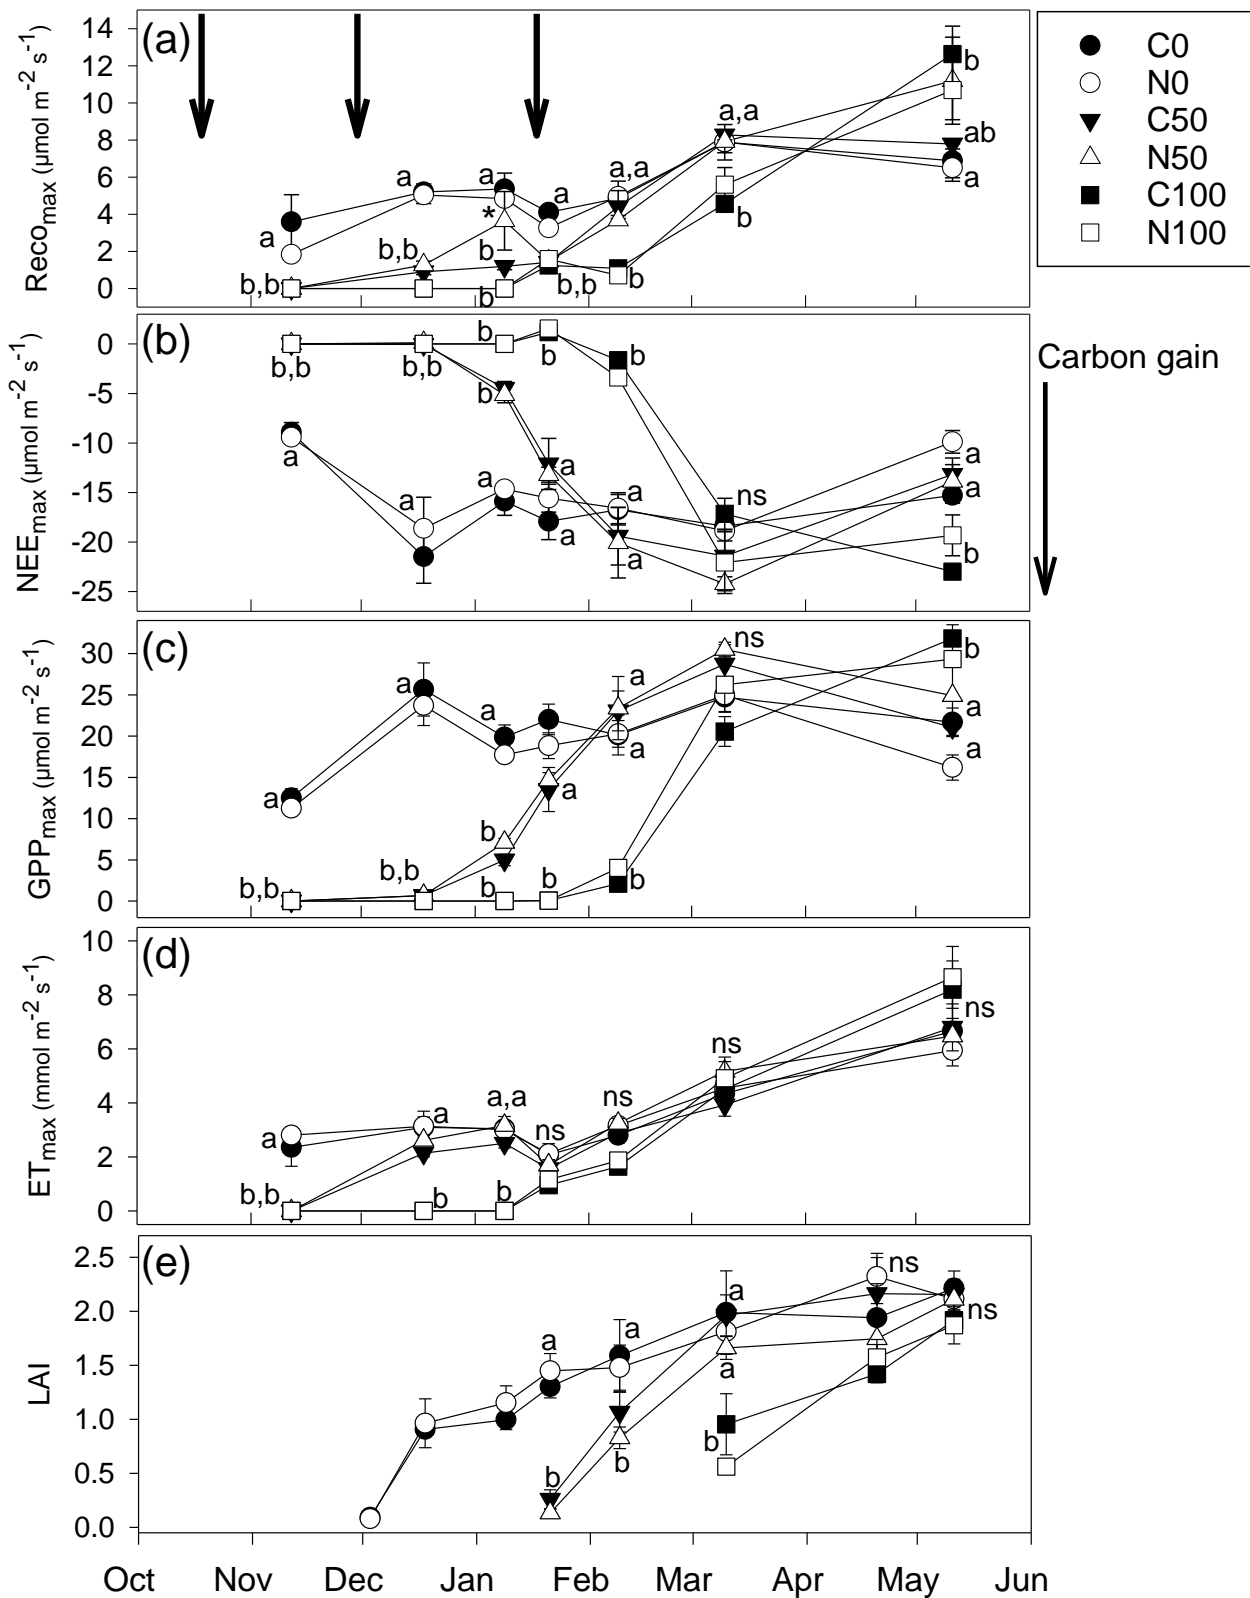 (a)
Reco_max (µmol m^-2 s^-1)
14
12
10
8
6
4
2
0
a
b,b
a
b,b
a
*
b
b
a
b,b
a,a
b
a,a
b
b
ab
a
C0
N0
C50
N50
C100
N100
(b)
NEE_max (µmol m^-2 s^-1)
0
-5
-10
-15
-20
-25
b,b
a
b,b
a
b
b
a
b
a
a
b
a
a
ns
a
a
b
Carbon gain
(c)
GPP_max (µmol m^-2 s^-1)
30
25
20
15
10
5
0
a
b,b
a
b,b
a
b
b
a
b
a
a
b
ns
b
a
(d)
ET_max (mmol m^-2 s^-1)
10
8
6
4
2
0
a
b,b
a
b
a,a
b
ns
ns
ns
ns
(e)
LAI
2.5
2.0
1.5
1.0
0.5
0.0
a
b
a
b
a
a
b
ns
ns
Oct Nov Dec Jan Feb Mar Apr May Jun